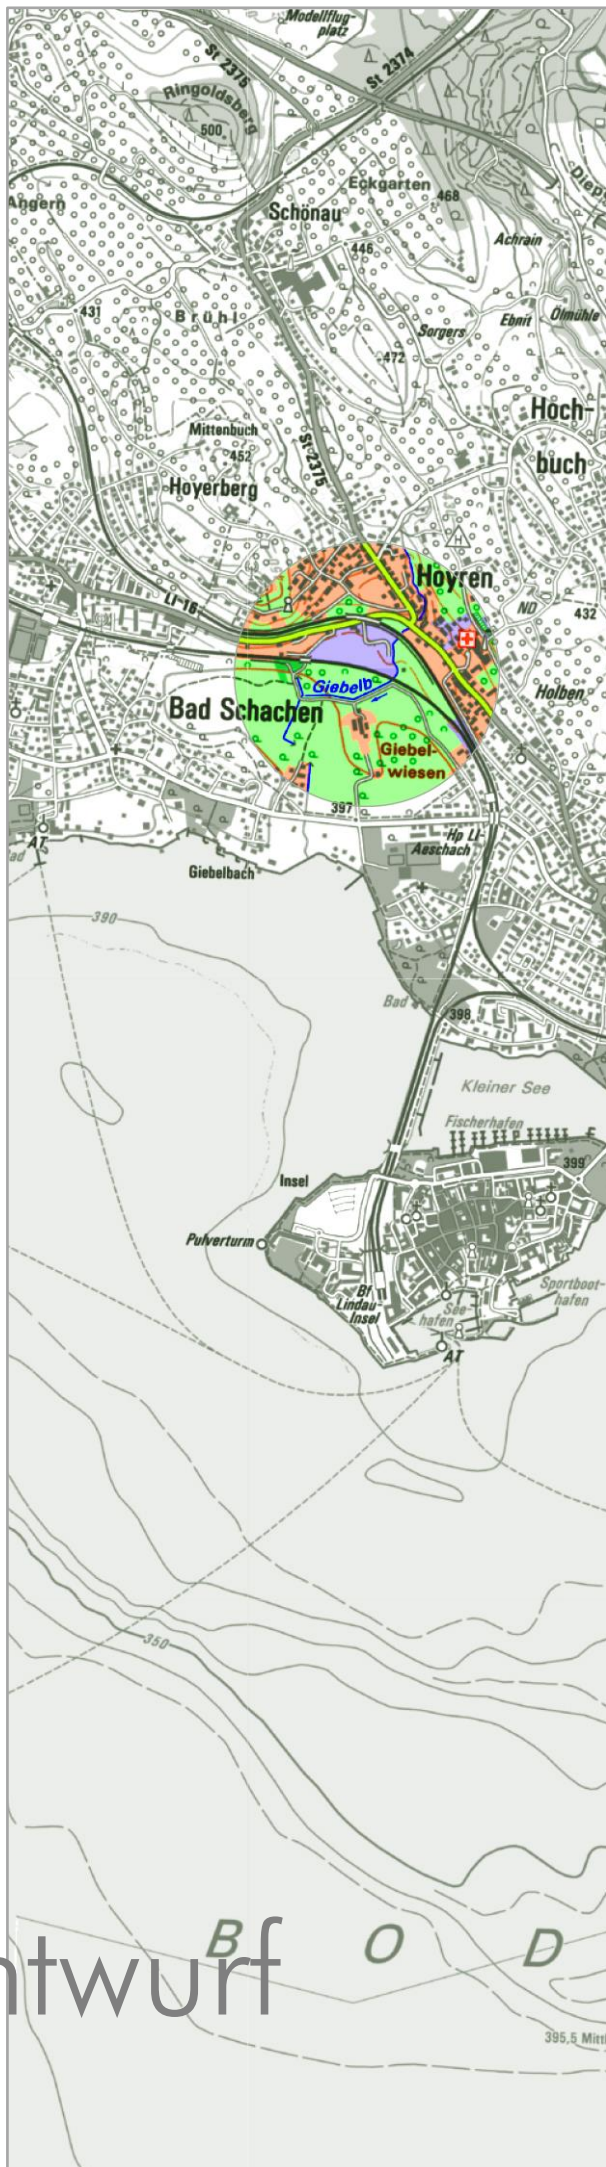 Modellflug-
platz
St 2375
St 2374
Ringoldsberg
500
Eckgarten
468
Angern
Schönau
446
Achrain
431
Brühl
Sorgers
Ebnit
Ölmühle
472
Hoch-
Mittenbuch
452
St 2375
buch
Hoyerberg
H
Hoyren
LI-16
ND
432
Giebelb
Holben
Bad Schachen
Giebel-
wiesen
397
Hp LI-
Aeschach
AT
Giebelbach
390
Bad
398
Kleiner See
Fischerhafen
399
Insel
Pulverturm
Bf
Lindau-
Insel
See-
hafen
Sportboot-
hafen
AT
350
B O D
ntwurf
395,5 Mittl